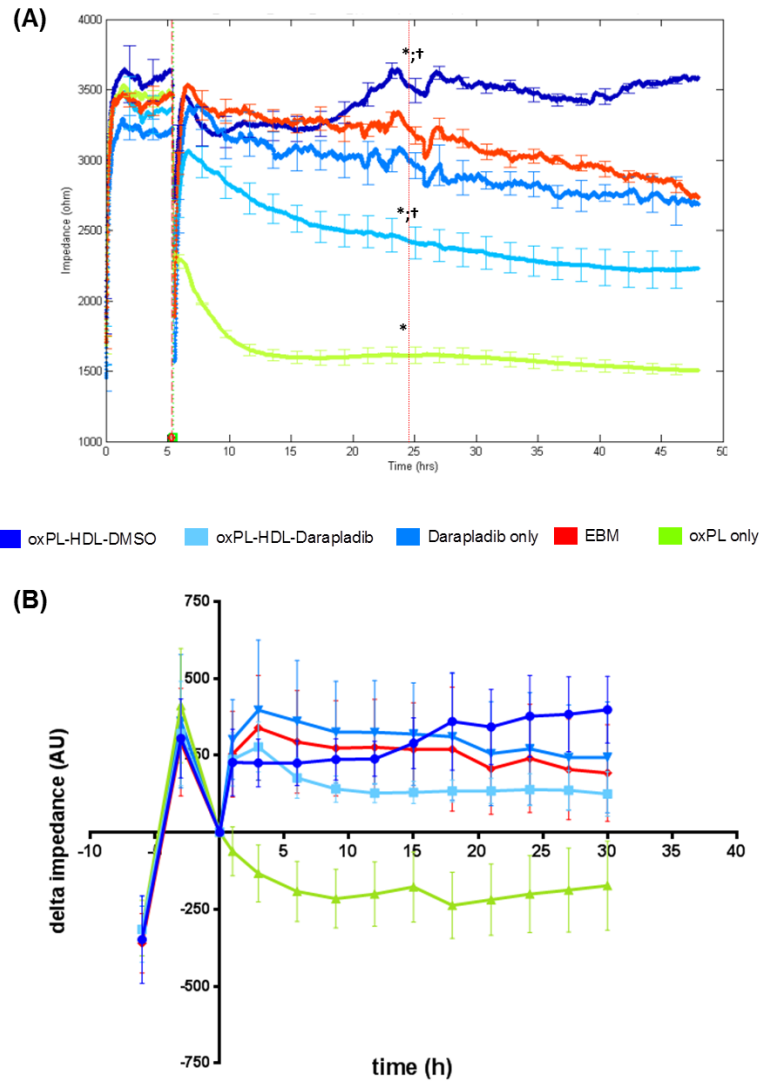 (A)
4000
3500
3000
2500
2000
1500
1000
Impedance (ohm)
*;†
*;†
*
0 5 10 15 20 25 30 35 40 45 50
Time (hrs)
oxPL-HDL-DMSO oxPL-HDL-Darapladib Darapladib only EBM oxPL only
(B)
750
500
250
-250
-500
-750
delta impedance (AU)
-10 -5 5 10 15 20 25 30 35 40
time (h)